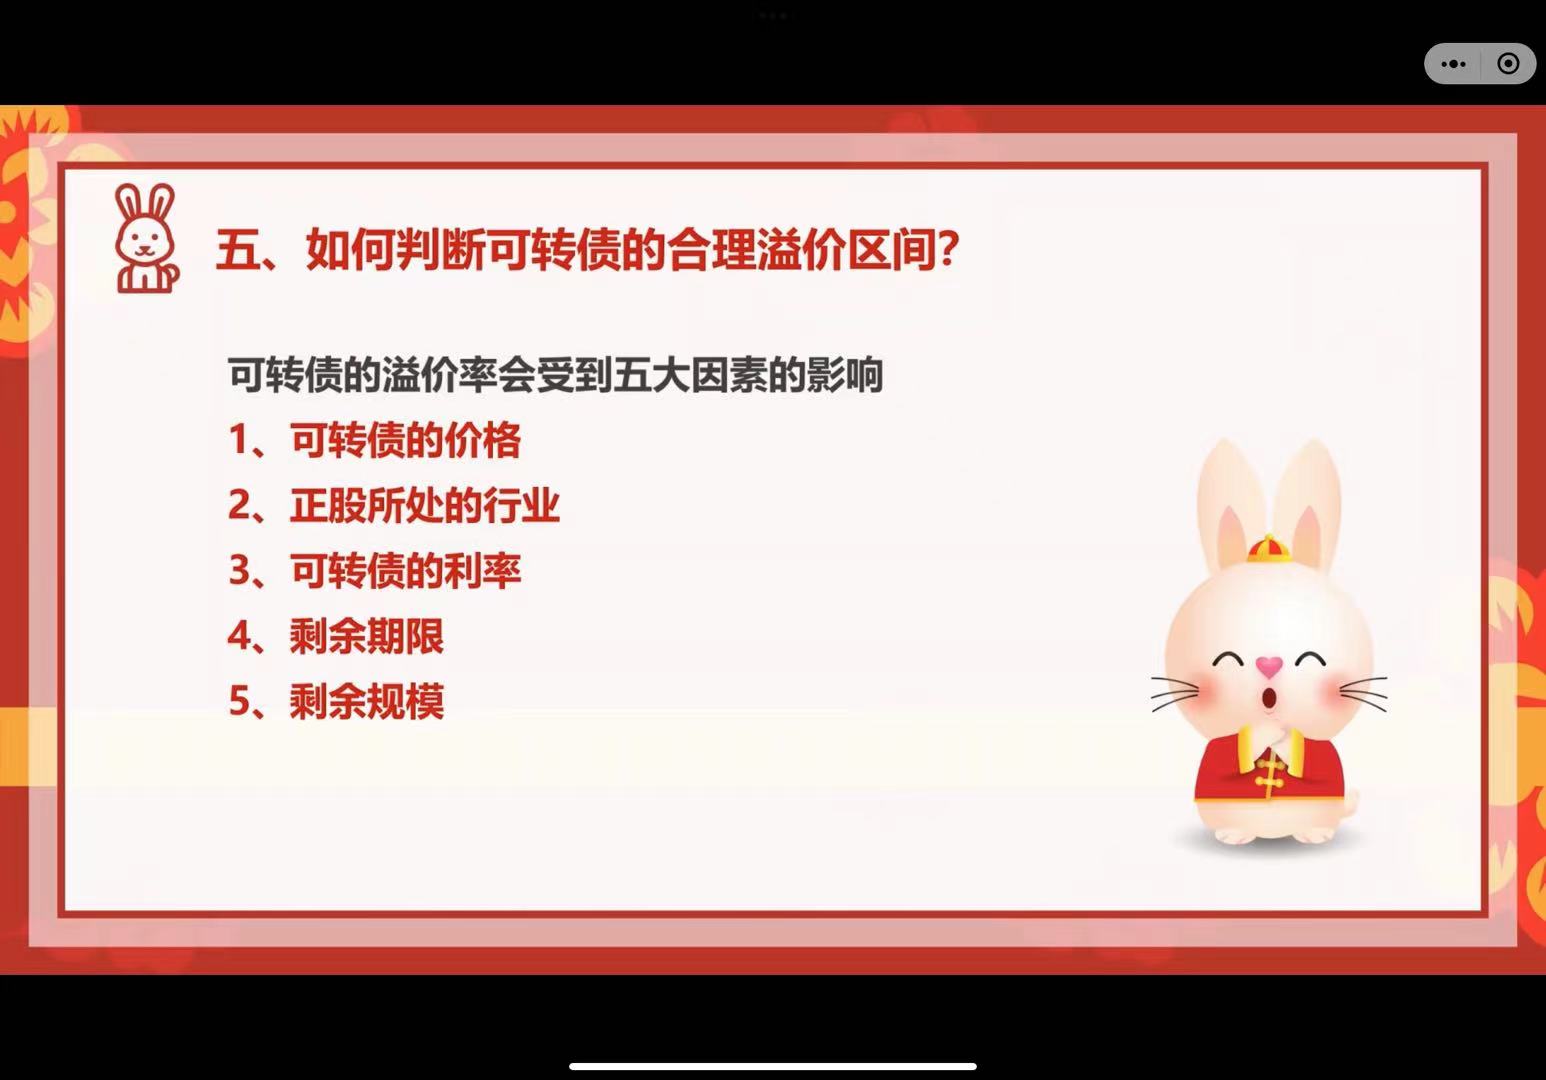 五、如何判断可转债的合理溢价区间?
可转债的溢价率会受到五大因素的影响
1、可转债的价格
2、正股所处的行业
3、可转债的利率
4、剩余期限
5、剩余规模